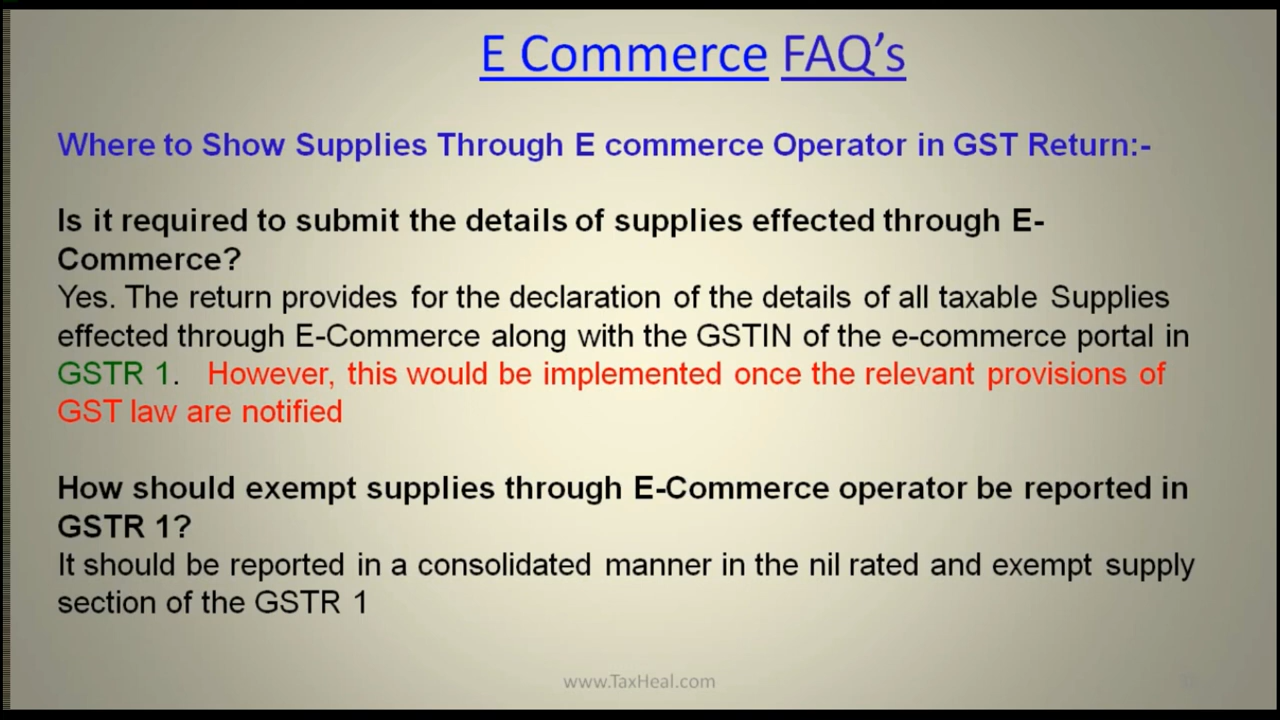 E Commerce FAQ’s
Where to Show Supplies Through E commerce Operator in GST Return:-
Is it required to submit the details of supplies effected through E-
Commerce?
Yes. The return provides for the declaration of the details of all taxable Supplies
effected through E-Commerce along with the GSTIN of the e-commerce portal in
GSTR 1. However, this would be implemented once the relevant provisions of
GST law are notified
How should exempt supplies through E-Commerce operator be reported in
GSTR 1?
It should be reported in a consolidated manner in the nil rated and exempt supply
section of the GSTR 1
www.TaxHeal.com